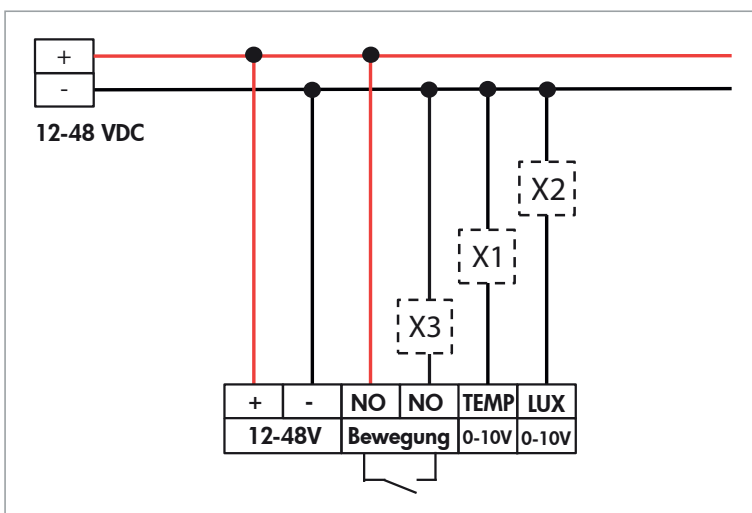 +
-
12-48 VDC
X2
X1
X3
+ - NO NO TEMP LUX
12-48V Bewegung 0-10V 0-10V